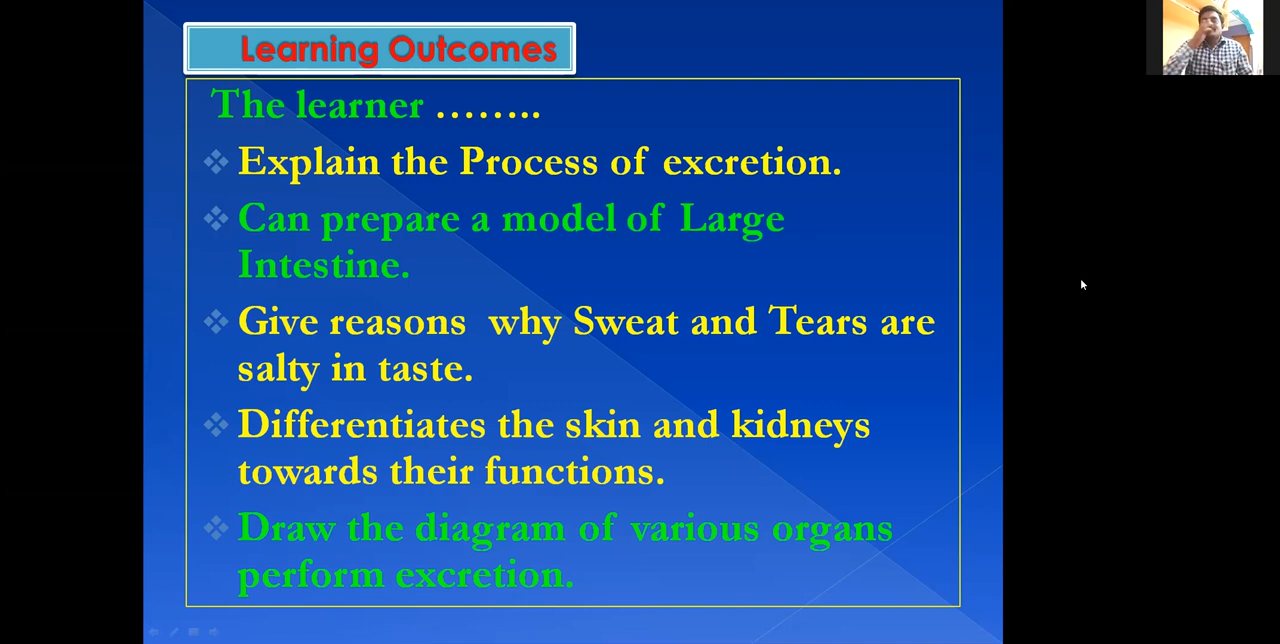 Learning Outcomes
The learner ……..
Explain the Process of excretion.
Can prepare a model of Large
Intestine.
Give reasons why Sweat and Tears are
salty in taste.
Differentiates the skin and kidneys
towards their functions.
Draw the diagram of various organs
perform excretion.